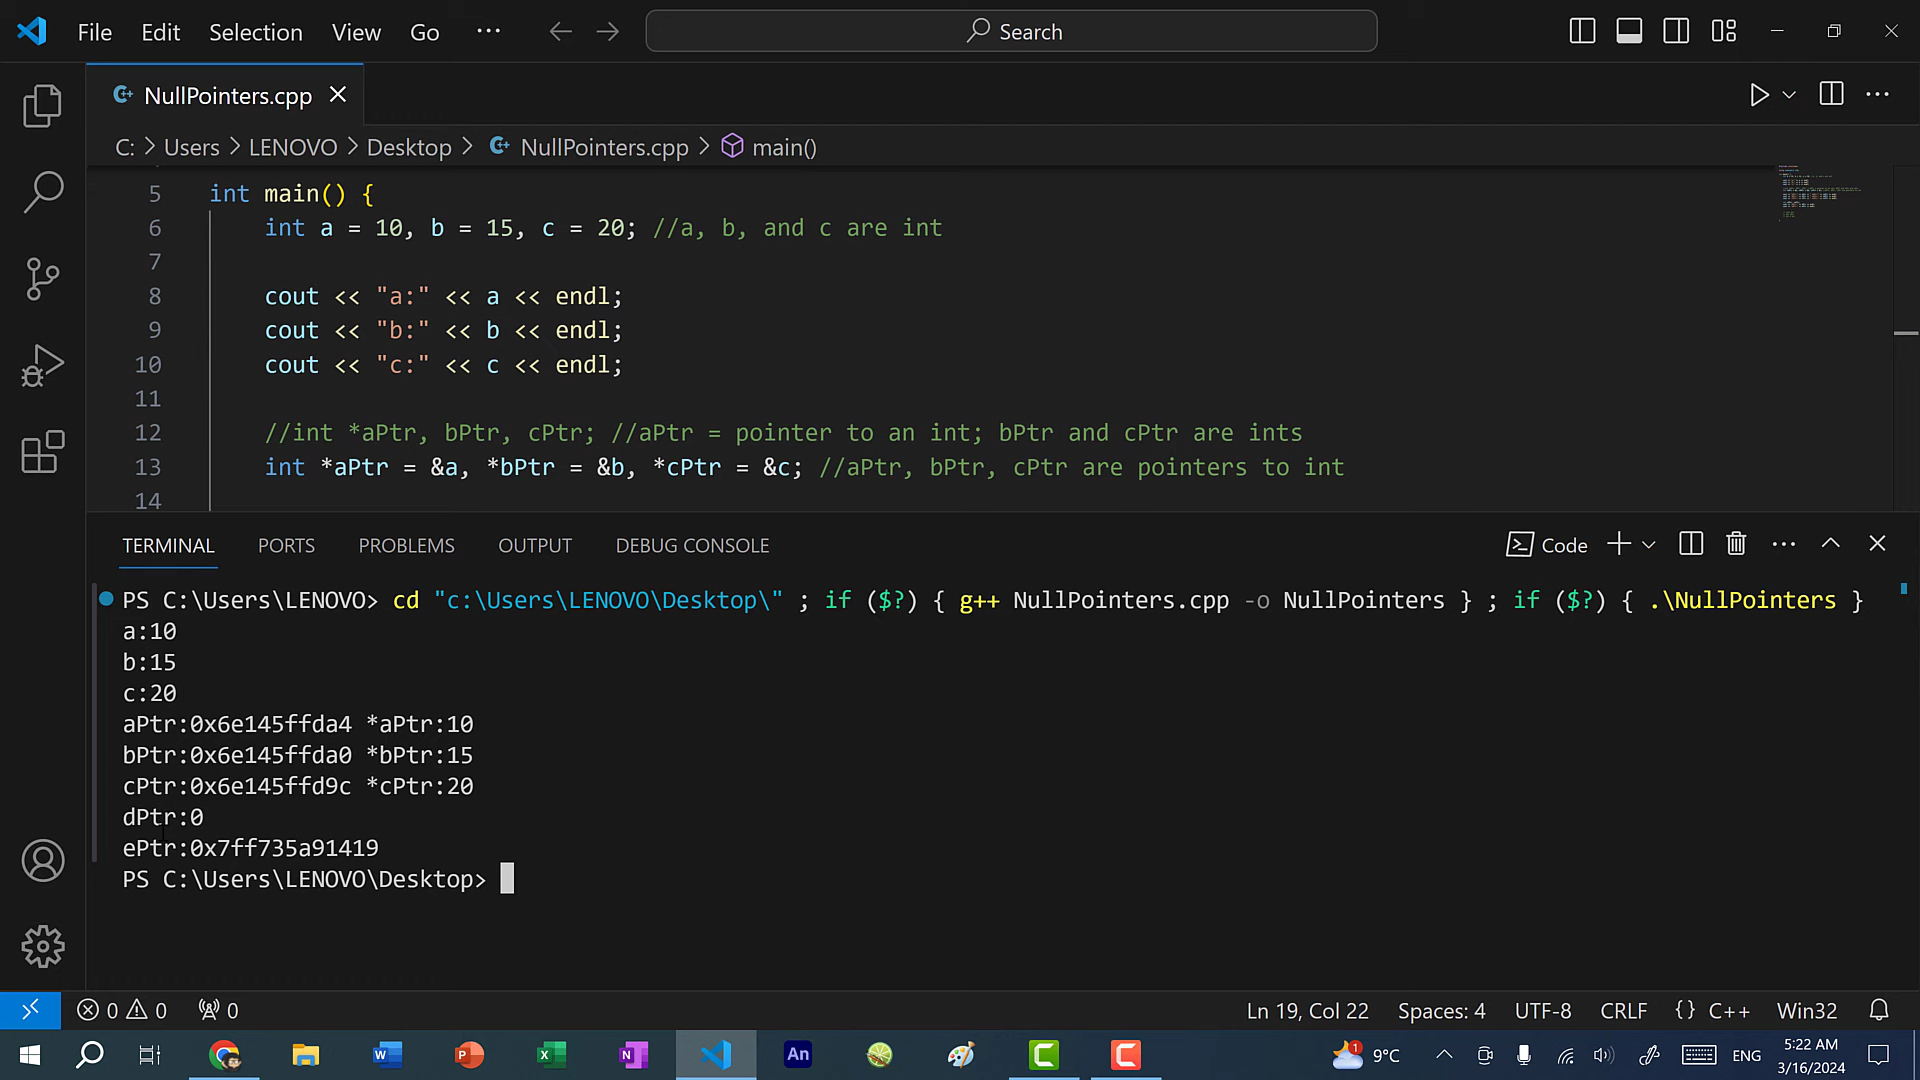 File Edit Selection View Go ··· Search
NullPointers.cpp
C: > Users > LENOVO > Desktop > NullPointers.cpp > main()
5 int main() {
6 int a = 10, b = 15, c = 20; //a, b, and c are int
7
8 cout << "a:" << a << endl;
9 cout << "b:" << b << endl;
10 cout << "c:" << c << endl;
11
12 //int *aPtr, bPtr, cPtr; //aPtr = pointer to an int; bPtr and cPtr are ints
13 int *aPtr = &a, *bPtr = &b, *cPtr = &c; //aPtr, bPtr, cPtr are pointers to int
14
TERMINAL PORTS PROBLEMS OUTPUT DEBUG CONSOLE Code
PS C:\Users\LENOVO> cd "c:\Users\LENOVO\Desktop\" ; if ($?) { g++ NullPointers.cpp -o NullPointers } ; if ($?) { .\NullPointers }
a:10
b:15
c:20
aPtr:0x6e145ffda4 *aPtr:10
bPtr:0x6e145ffda0 *bPtr:15
cPtr:0x6e145ffd9c *cPtr:20
dPtr:0
ePtr:0x7ff735a91419
PS C:\Users\LENOVO\Desktop>
0 0 0 Ln 19, Col 22 Spaces: 4 UTF-8 CRLF {} C++ Win32
W P X N An 1 9°C ENG 5:22 AM
3/16/2024